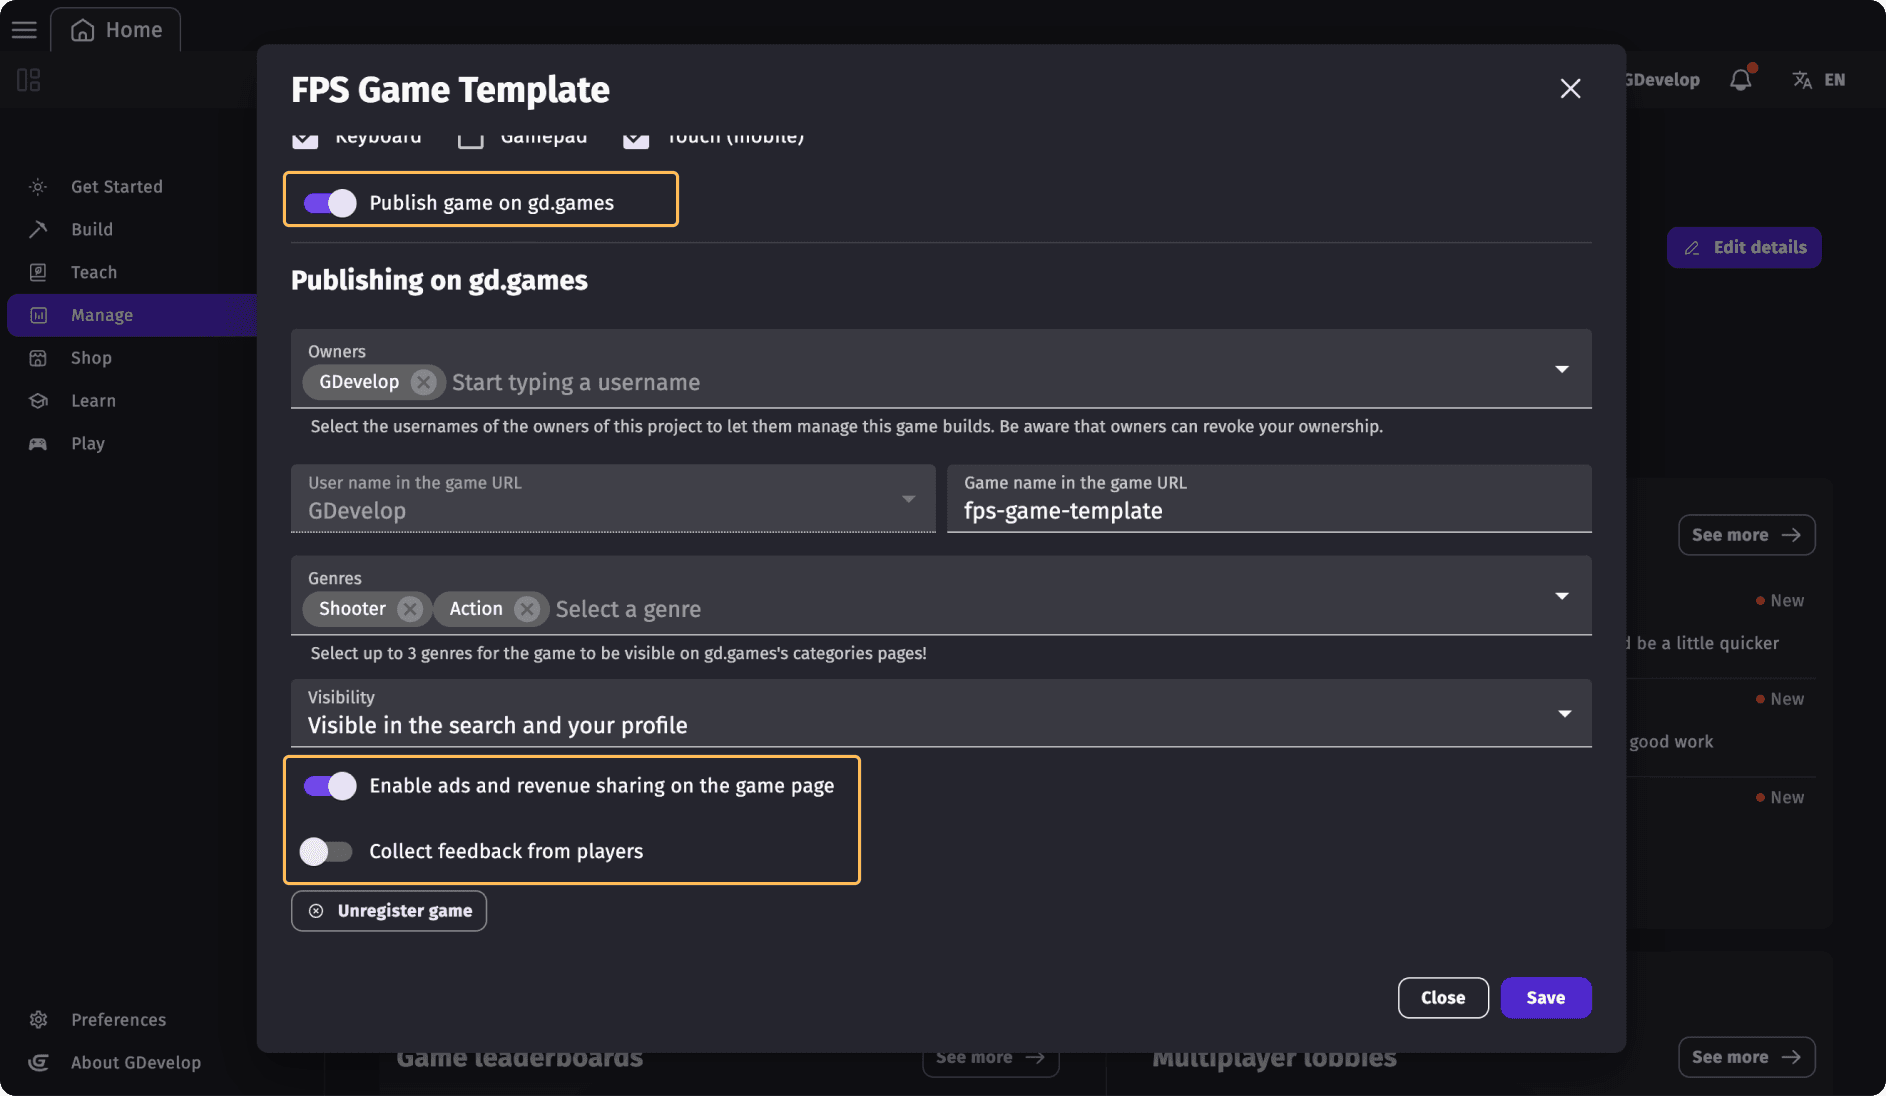 Home
FPS Game Template
GDevelop
EN
Keyboard
Gamepad
Touch (mobile)
Get Started
Publish game on gd.games
Build
Edit details
Teach
Publishing on gd.games
Manage
Shop
Owners
GDevelop
Start typing a username
Learn
Select the usernames of the owners of this project to let them manage this game builds. Be aware that owners can revoke your ownership.
Play
User name in the game URL
GDevelop
Game name in the game URL
fps-game-template
See more
Genres
Shooter
Action
Select a genre
New
Select up to 3 genres for the game to be visible on gd.games's categories pages!
be a little quicker
Visibility
Visible in the search and your profile
New
good work
Enable ads and revenue sharing on the game page
New
Collect feedback from players
Unregister game
Close
Save
Preferences
About GDevelop
Game leaderboards
See more
Multiplayer lobbies
See more